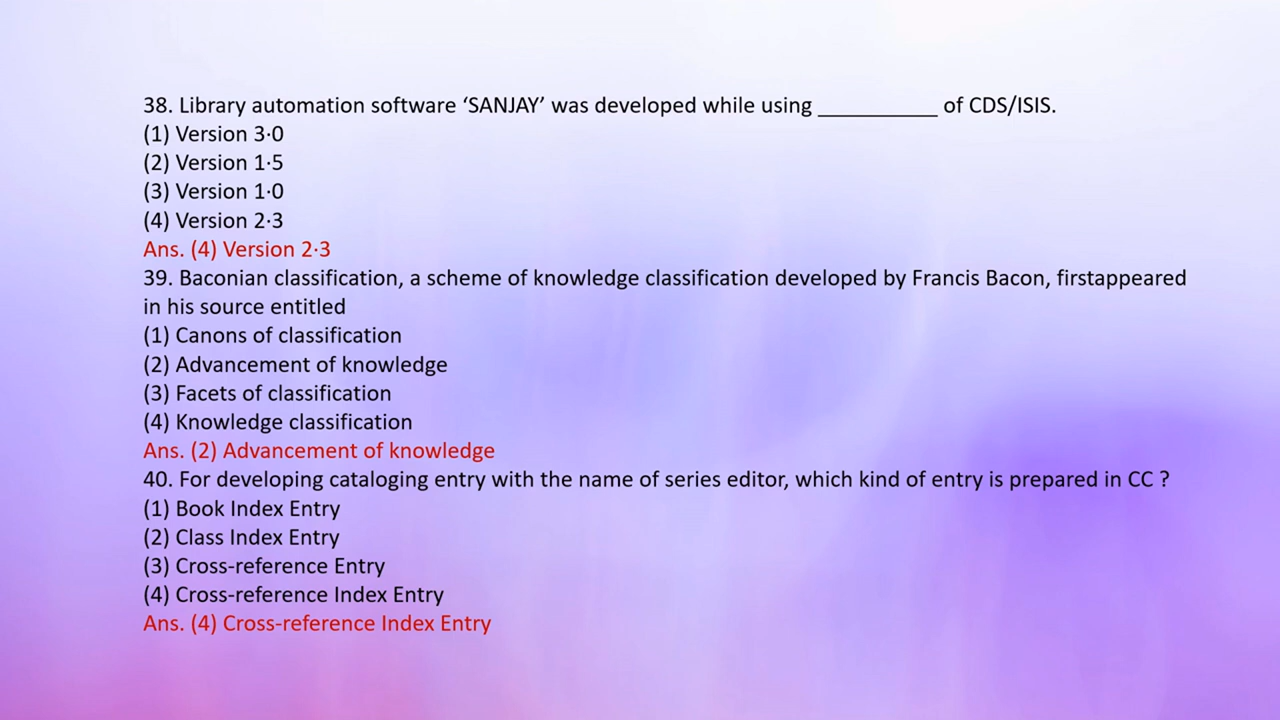 38. Library automation software ‘SANJAY’ was developed while using __________ of CDS/ISIS.
(1) Version 3·0
(2) Version 1·5
(3) Version 1·0
(4) Version 2·3
Ans. (4) Version 2·3
39. Baconian classification, a scheme of knowledge classification developed by Francis Bacon, firstappeared
in his source entitled
(1) Canons of classification
(2) Advancement of knowledge
(3) Facets of classification
(4) Knowledge classification
Ans. (2) Advancement of knowledge
40. For developing cataloging entry with the name of series editor, which kind of entry is prepared in CC ?
(1) Book Index Entry
(2) Class Index Entry
(3) Cross-reference Entry
(4) Cross-reference Index Entry
Ans. (4) Cross-reference Index Entry